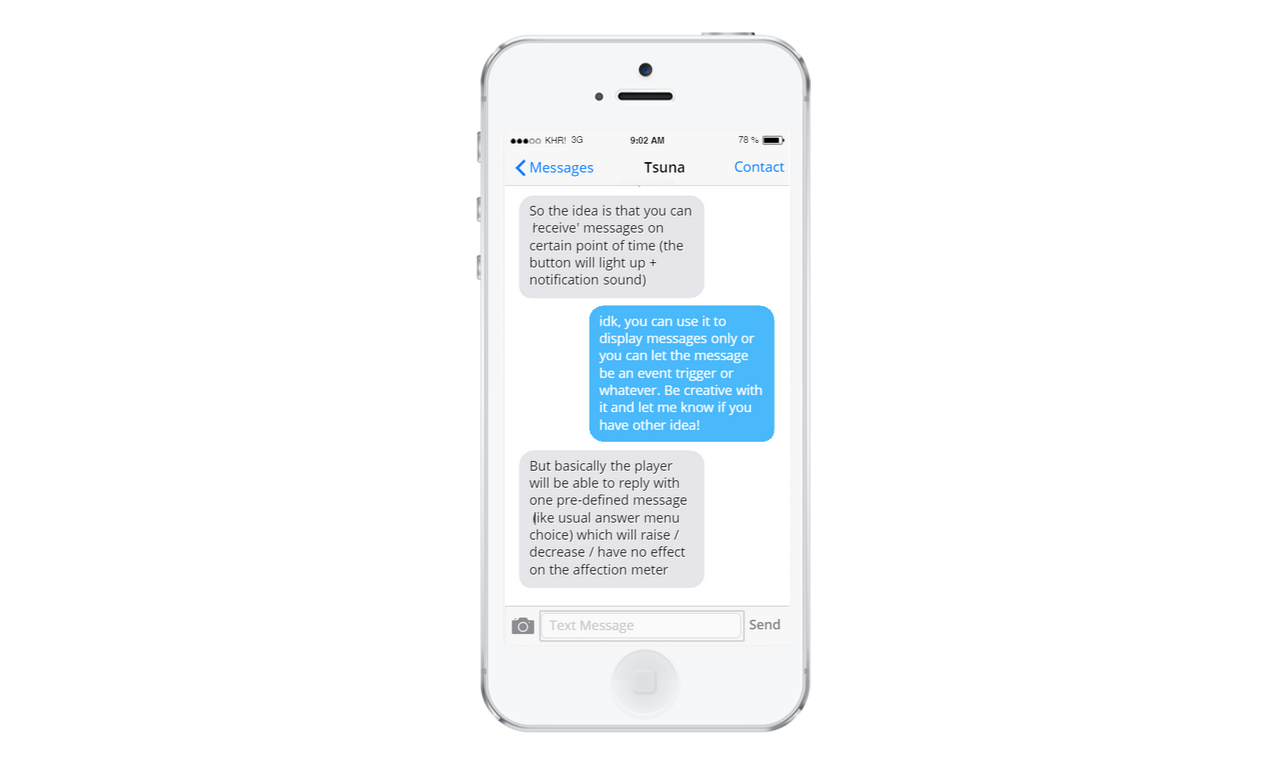 KHR! 3G 9:02 AM 78 %
Messages Tsuna Contact
So the idea is that you can
'receive' messages on
certain point of time (the
button will light up +
notification sound)
idk, you can use it to
display messages only or
you can let the message
be an event trigger or
whatever. Be creative with
it and let me know if you
have other idea!
But basically the player
will be able to reply with
one pre-defined message
(like usual answer menu
choice) which will raise /
decrease / have no effect
on the affection meter
Text Message Send